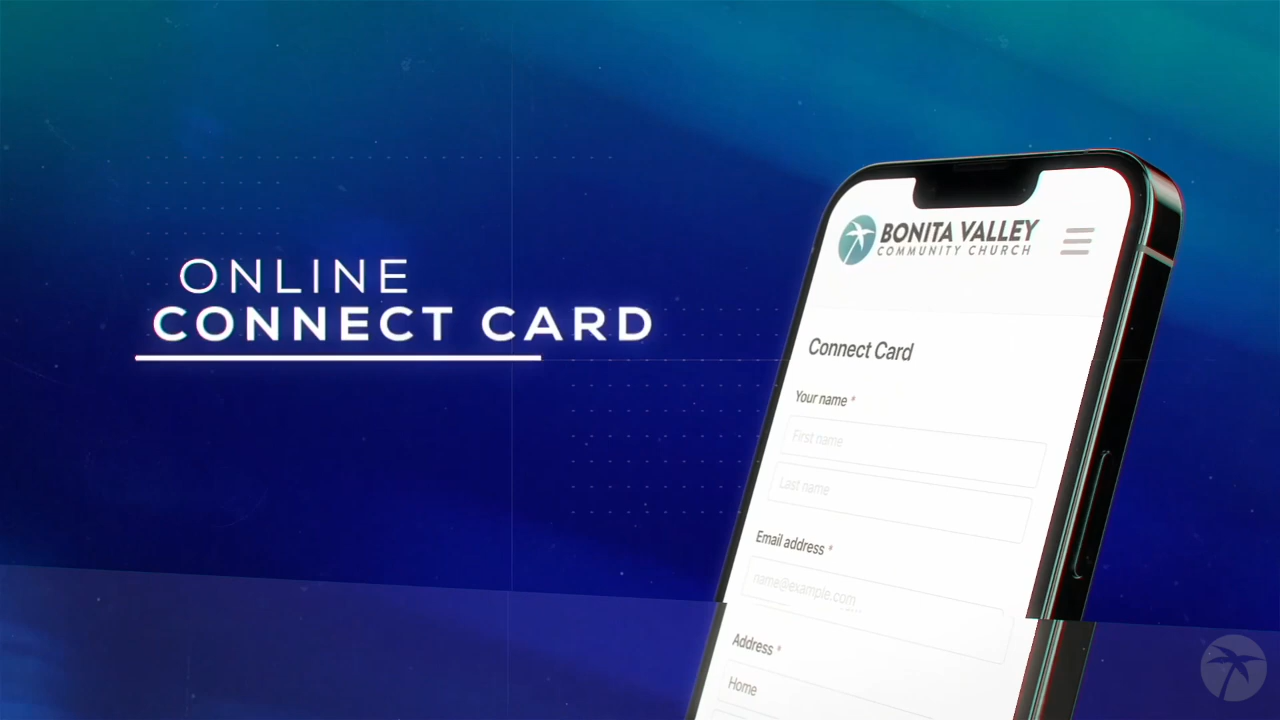 ONLINE
CONNECT CARD
BONITA VALLEY
COMMUNITY CHURCH
Connect Card
Your name *
First name
Last name
Email address *
name@example.com
Address *
Home